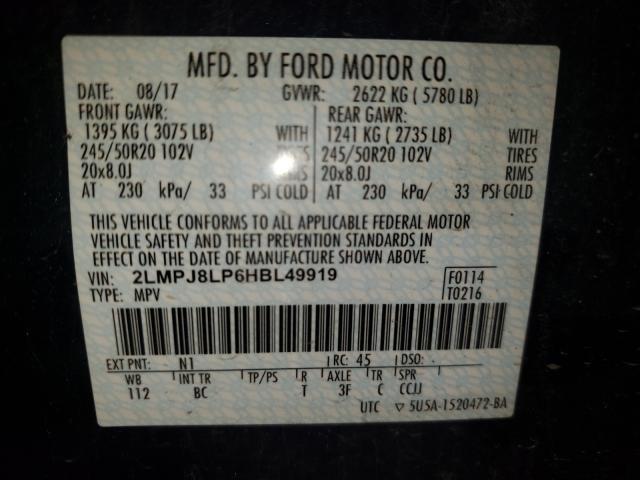 MFD. BY FORD MOTOR CO.
DATE: 08/17 GVWR: 2622 KG ( 5780 LB)
FRONT GAWR: REAR GAWR:
1395 KG ( 3075 LB) WITH 1241 KG ( 2735 LB) WITH
245/50R20 102V TIRES 245/50R20 102V TIRES
20x8.0J RIMS 20x8.0J RIMS
AT 230 kPa/ 33 PSI COLD AT 230 kPa/ 33 PSI COLD
THIS VEHICLE CONFORMS TO ALL APPLICABLE FEDERAL MOTOR
VEHICLE SAFETY AND THEFT PREVENTION STANDARDS IN
EFFECT ON THE DATE OF MANUFACTURE SHOWN ABOVE.
VIN: 2LMPJ8LP6HBL49919 F0114
TYPE: MPV T0216
EXT PNT: N1 RC: 45 DSO:
WB INT TR TP/PS R AXLE TR SPR
112 BC T 3F C CCJJ
UTC ▽ 5U5A-1520472-BA